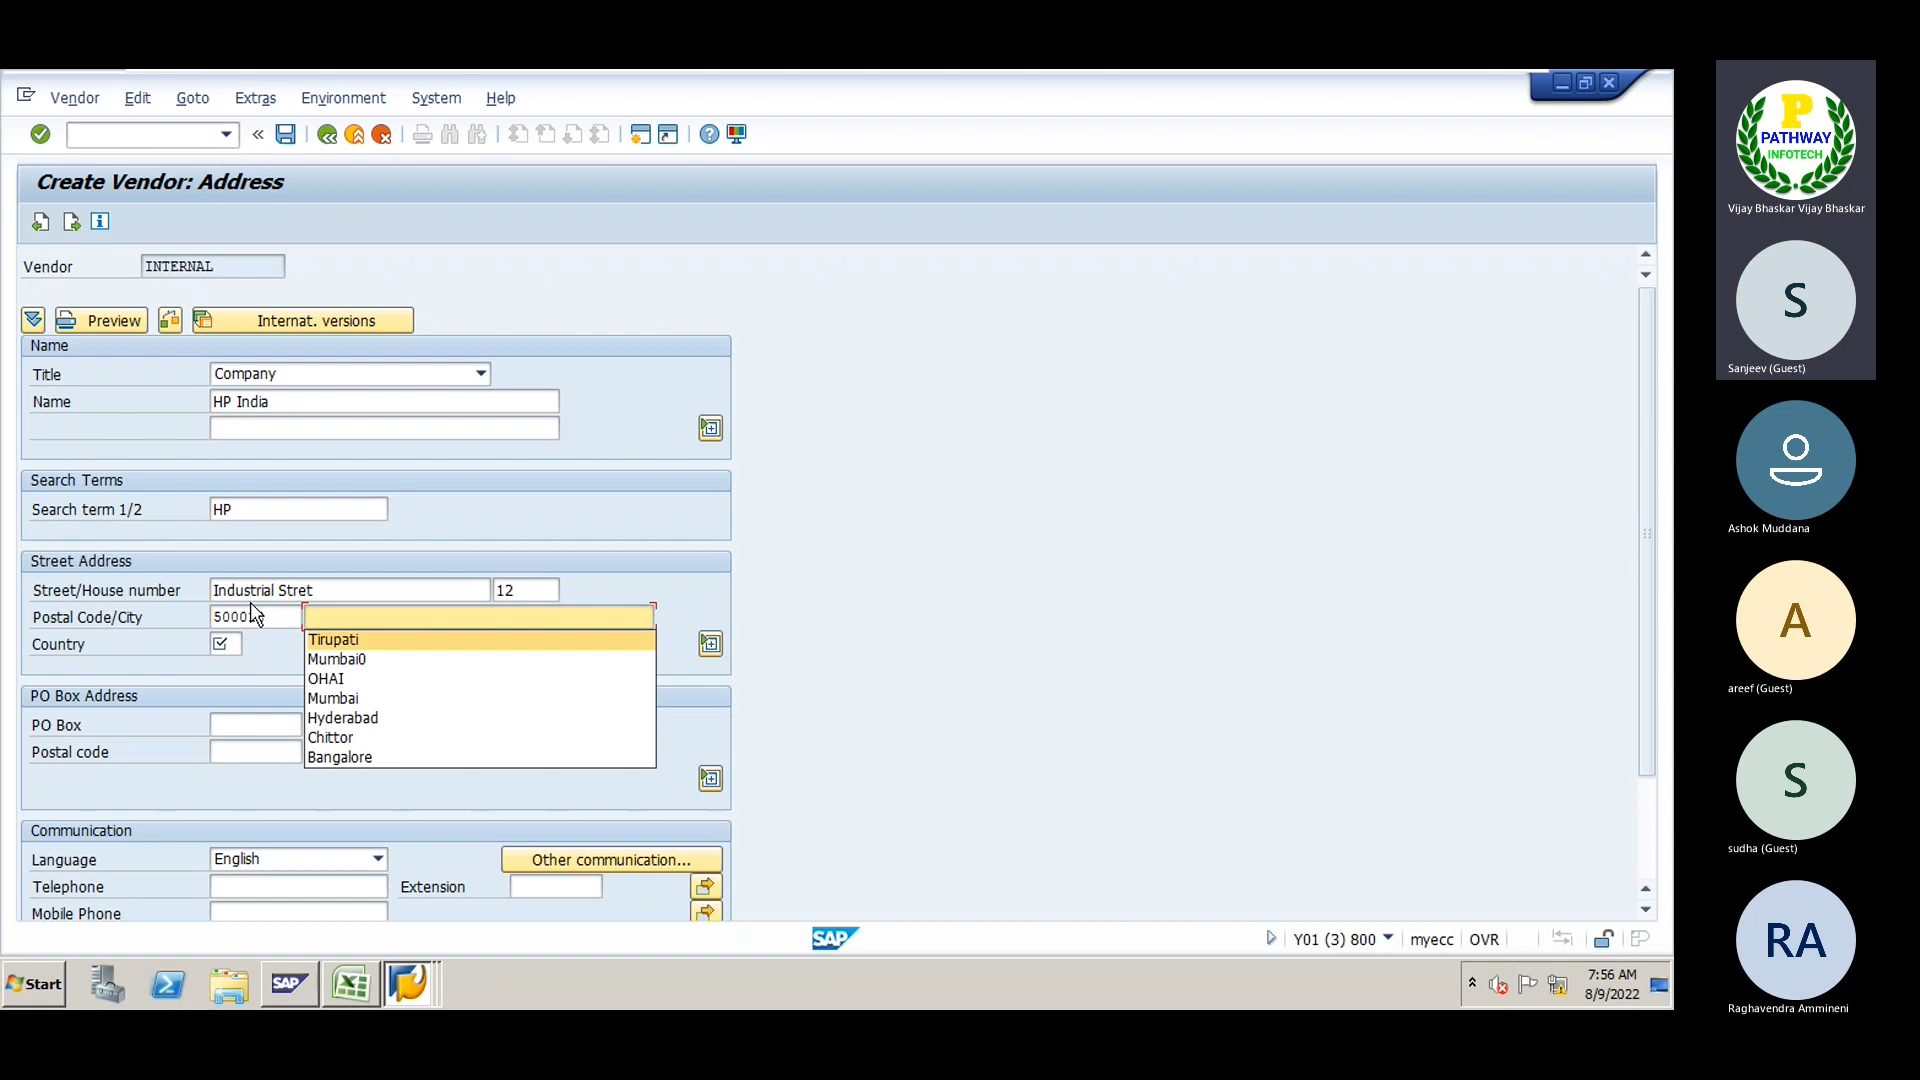 Vendor Edit Goto Extras Environment System Help
Create Vendor: Address
Vendor INTERNAL
Preview Internat. versions
Name
Title Company
Name HP India
Search Terms
Search term 1/2 HP
Street Address
Street/House number Industrial Stret 12
Postal Code/City
Country
Tirupati
Mumbai0
OHAI
Mumbai
Hyderabad
Chittor
Bangalore
PO Box Address
PO Box
Postal code
Communication
Language English Other communication...
Telephone Extension
Mobile Phone
SAP Y01 (3) 800 myecc OVR
Start SAP 7:56 AM
8/9/2022
P
PATHWAY
INFOTECH
Vijay Bhaskar Vijay Bhaskar
S
Sanjeev (Guest)
Ashok Muddana
A
areef (Guest)
S
sudha (Guest)
RA
Raghavendra Ammineni